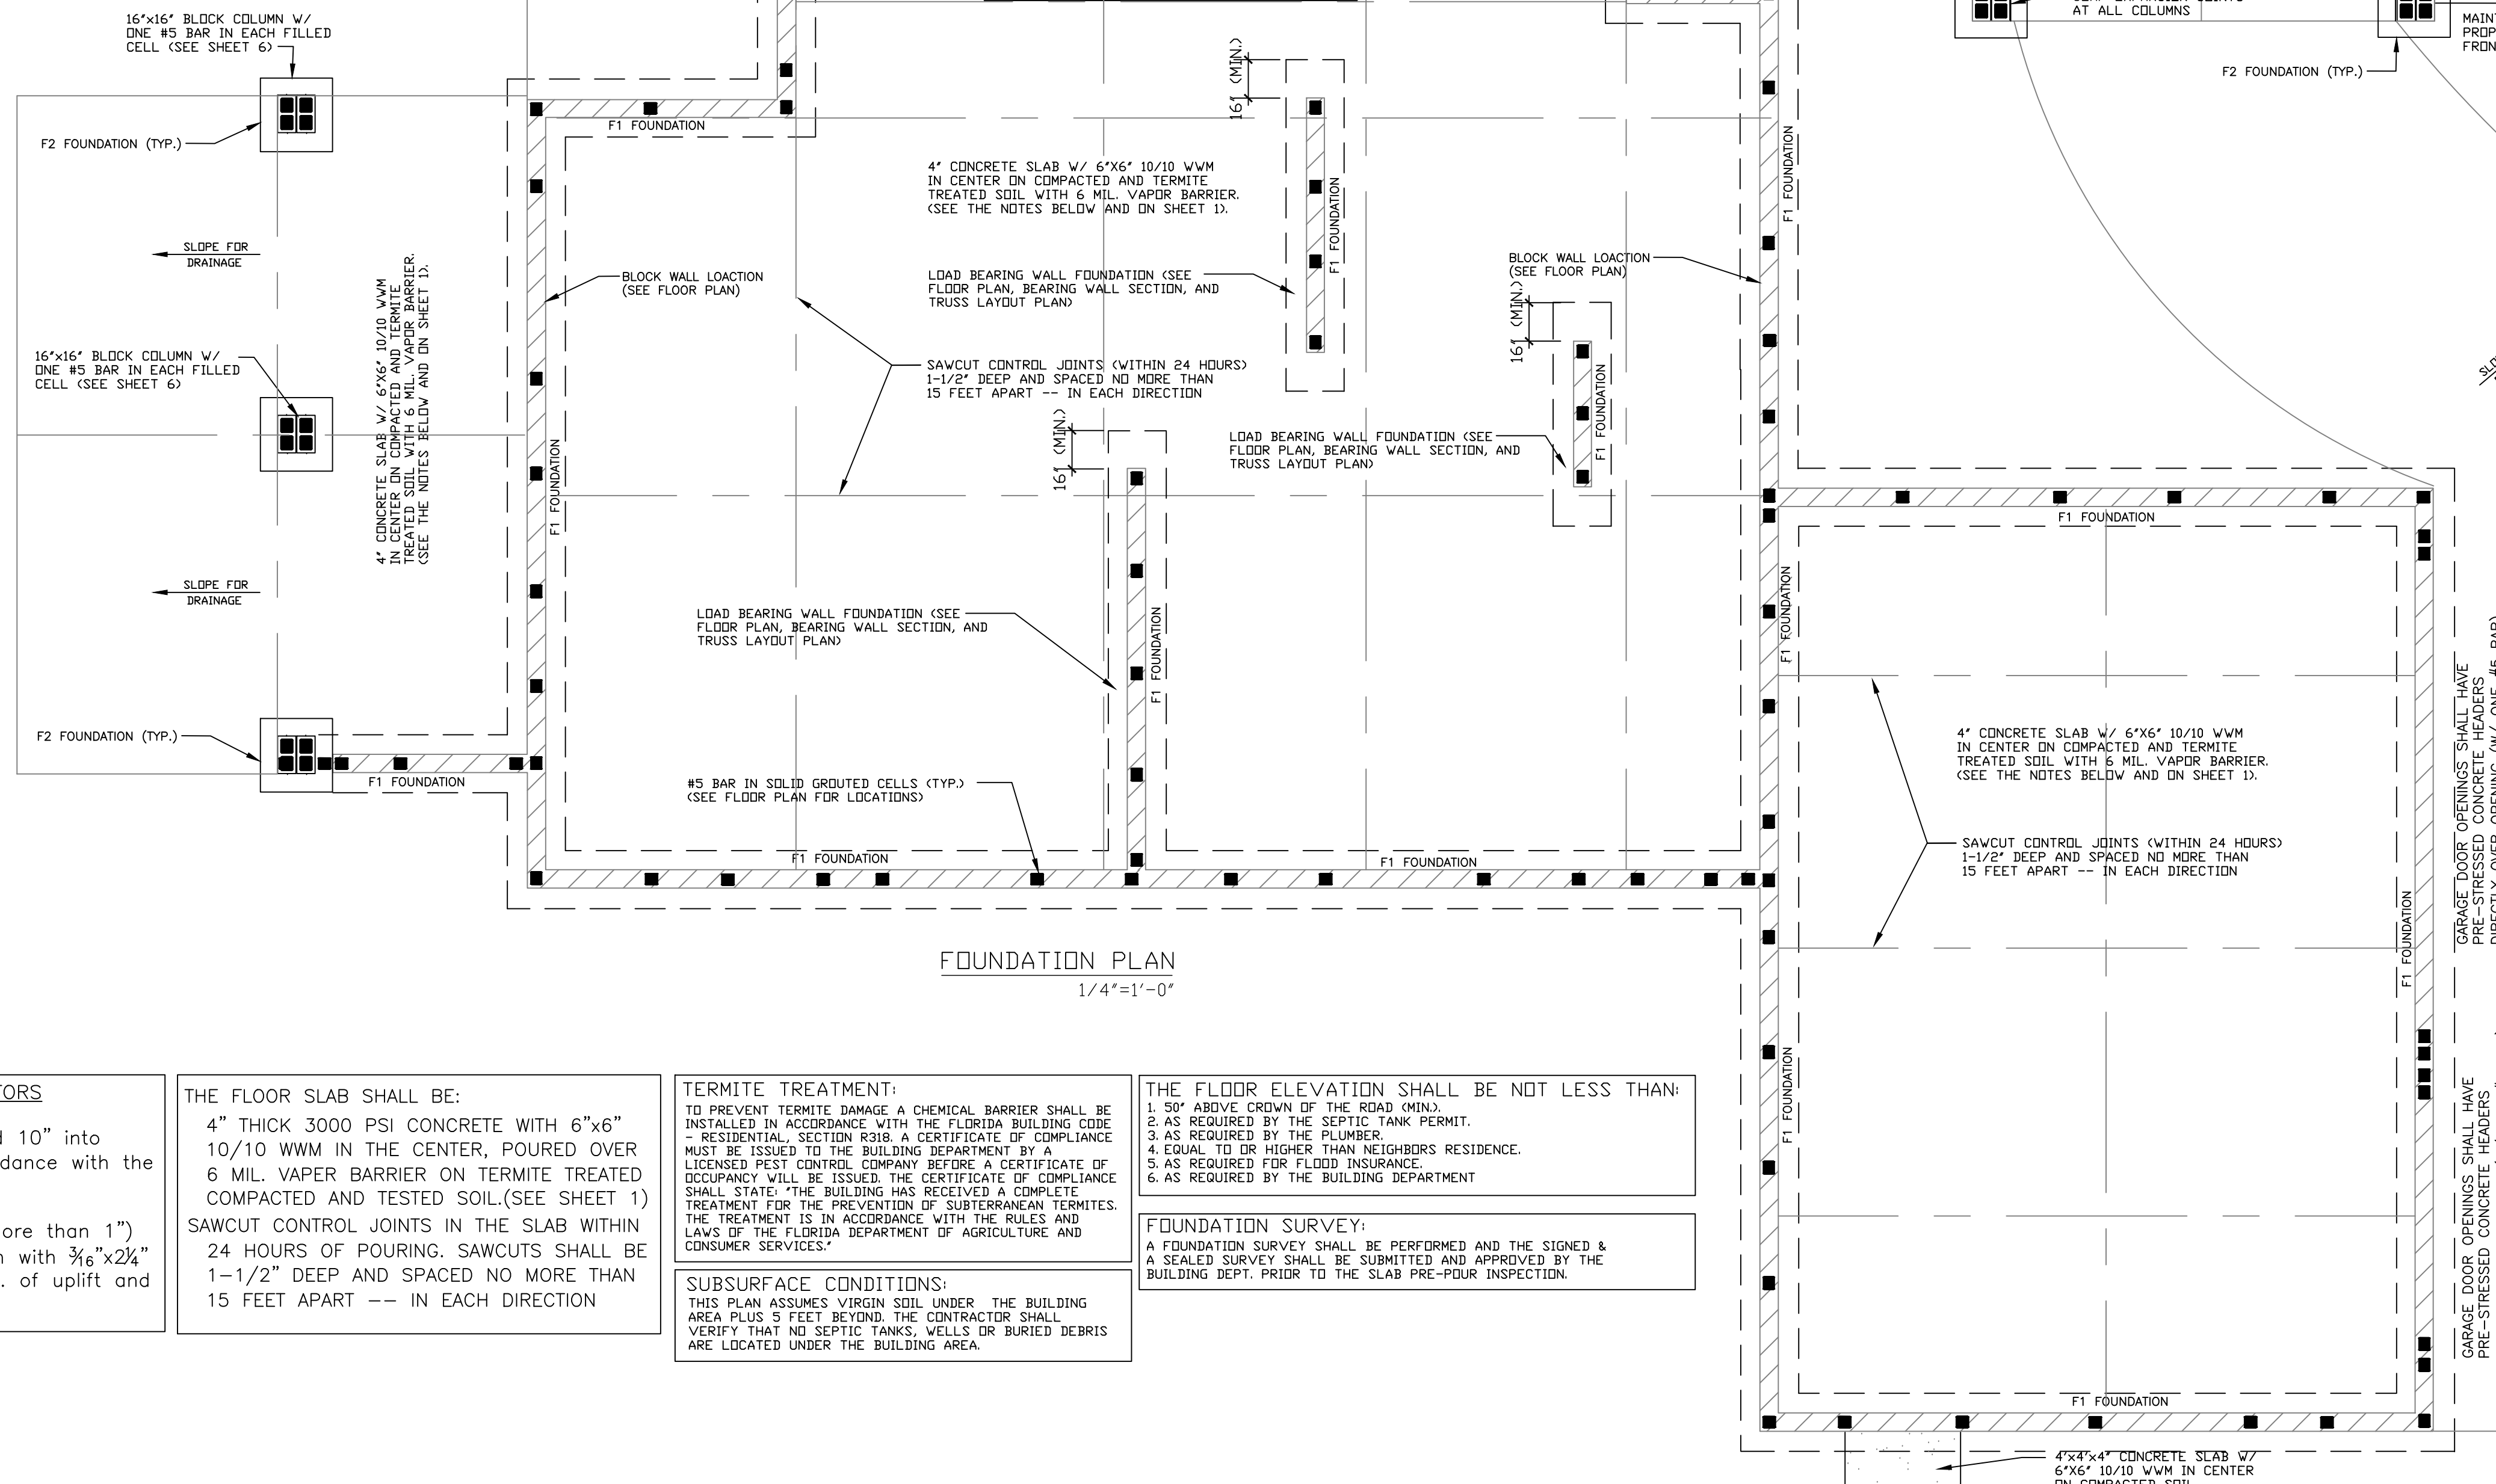 16"x16" BLOCK COLUMN W/
ONE #5 BAR IN EACH FILLED
CELL (SEE SHEET 6)
F2 FOUNDATION (TYP.)
SLOPE FOR
DRAINAGE
16"x16" BLOCK COLUMN W/
ONE #5 BAR IN EACH FILLED
CELL (SEE SHEET 6)
4" CONCRETE SLAB W/ 6"X6" 10/10 WWM
IN CENTER ON COMPACTED AND TERMITE
TREATED SOIL WITH 6 MIL. VAPOR BARRIER.
(SEE THE NOTES BELOW AND ON SHEET 1).
SLOPE FOR
DRAINAGE
F2 FOUNDATION (TYP.)
F1 FOUNDATION
F1 FOUNDATION
F1 FOUNDATION
BLOCK WALL LOACTION
(SEE FLOOR PLAN)
4" CONCRETE SLAB W/ 6"X6" 10/10 WWM
IN CENTER ON COMPACTED AND TERMITE
TREATED SOIL WITH 6 MIL. VAPOR BARRIER.
(SEE THE NOTES BELOW AND ON SHEET 1).
16" (MIN.)
F1 FOUNDATION
LOAD BEARING WALL FOUNDATION (SEE
FLOOR PLAN, BEARING WALL SECTION, AND
TRUSS LAYOUT PLAN)
SAWCUT CONTROL JOINTS (WITHIN 24 HOURS)
1-1/2" DEEP AND SPACED NO MORE THAN
15 FEET APART -- IN EACH DIRECTION
BLOCK WALL LOACTION
(SEE FLOOR PLAN)
16" (MIN.)
F1 FOUNDATION
LOAD BEARING WALL FOUNDATION (SEE
FLOOR PLAN, BEARING WALL SECTION, AND
TRUSS LAYOUT PLAN)
16" (MIN.)
F1 FOUNDATION
LOAD BEARING WALL FOUNDATION (SEE
FLOOR PLAN, BEARING WALL SECTION, AND
TRUSS LAYOUT PLAN)
#5 BAR IN SOLID GROUTED CELLS (TYP.)
(SEE FLOOR PLAN FOR LOCATIONS)
F1 FOUNDATION
F1 FOUNDATION
F1 FOUNDATION
AT ALL COLUMNS
F2 FOUNDATION (TYP.)
MAINT
PROP
FRON
F1 FOUNDATION
F1 FOUNDATION
4" CONCRETE SLAB W/ 6"X6" 10/10 WWM
IN CENTER ON COMPACTED AND TERMITE
TREATED SOIL WITH 6 MIL. VAPOR BARRIER.
(SEE THE NOTES BELOW AND ON SHEET 1).
SAWCUT CONTROL JOINTS (WITHIN 24 HOURS)
1-1/2" DEEP AND SPACED NO MORE THAN
15 FEET APART -- IN EACH DIRECTION
F1 FOUNDATION
GARAGE DOOR OPENINGS SHALL HAVE
PRE-STRESSED CONCRETE HEADERS
DIRECTLY OVER OPENING (W/ ONE #5 BAR)
F1 FOUNDATION
GARAGE DOOR OPENINGS SHALL HAVE
PRE-STRESSED CONCRETE HEADERS
F1 FOUNDATION
4'x4'x4" CONCRETE SLAB W/
6"X6" 10/10 WWM IN CENTER
ON COMPACTED SOIL
FOUNDATION PLAN
1/4"=1'-0"
TORS
10" into
dance with the
ore than 1")
with 3/16"x2 1/4"
. of uplift and
THE FLOOR SLAB SHALL BE:
4" THICK 3000 PSI CONCRETE WITH 6"x6"
10/10 WWM IN THE CENTER, POURED OVER
6 MIL. VAPER BARRIER ON TERMITE TREATED
COMPACTED AND TESTED SOIL.(SEE SHEET 1)
SAWCUT CONTROL JOINTS IN THE SLAB WITHIN
24 HOURS OF POURING. SAWCUTS SHALL BE
1-1/2" DEEP AND SPACED NO MORE THAN
15 FEET APART -- IN EACH DIRECTION
TERMITE TREATMENT:
TO PREVENT TERMITE DAMAGE A CHEMICAL BARRIER SHALL BE
INSTALLED IN ACCORDANCE WITH THE FLORIDA BUILDING CODE
- RESIDENTIAL, SECTION R318. A CERTIFICATE OF COMPLIANCE
MUST BE ISSUED TO THE BUILDING DEPARTMENT BY A
LICENSED PEST CONTROL COMPANY BEFORE A CERTIFICATE OF
OCCUPANCY WILL BE ISSUED. THE CERTIFICATE OF COMPLIANCE
SHALL STATE: "THE BUILDING HAS RECEIVED A COMPLETE
TREATMENT FOR THE PREVENTION OF SUBTERRANEAN TERMITES.
THE TREATMENT IS IN ACCORDANCE WITH THE RULES AND
LAWS OF THE FLORIDA DEPARTMENT OF AGRICULTURE AND
CONSUMER SERVICES."
SUBSURFACE CONDITIONS:
THIS PLAN ASSUMES VIRGIN SOIL UNDER THE BUILDING
AREA PLUS 5 FEET BEYOND. THE CONTRACTOR SHALL
VERIFY THAT NO SEPTIC TANKS, WELLS OR BURIED DEBRIS
ARE LOCATED UNDER THE BUILDING AREA.
THE FLOOR ELEVATION SHALL BE NOT LESS THAN:
1. 50" ABOVE CROWN OF THE ROAD (MIN.).
2. AS REQUIRED BY THE SEPTIC TANK PERMIT.
3. AS REQUIRED BY THE PLUMBER.
4. EQUAL TO OR HIGHER THAN NEIGHBORS RESIDENCE.
5. AS REQUIRED FOR FLOOD INSURANCE.
6. AS REQUIRED BY THE BUILDING DEPARTMENT
FOUNDATION SURVEY:
A FOUNDATION SURVEY SHALL BE PERFORMED AND THE SIGNED &
A SEALED SURVEY SHALL BE SUBMITTED AND APPROVED BY THE
BUILDING DEPT. PRIOR TO THE SLAB PRE-POUR INSPECTION.